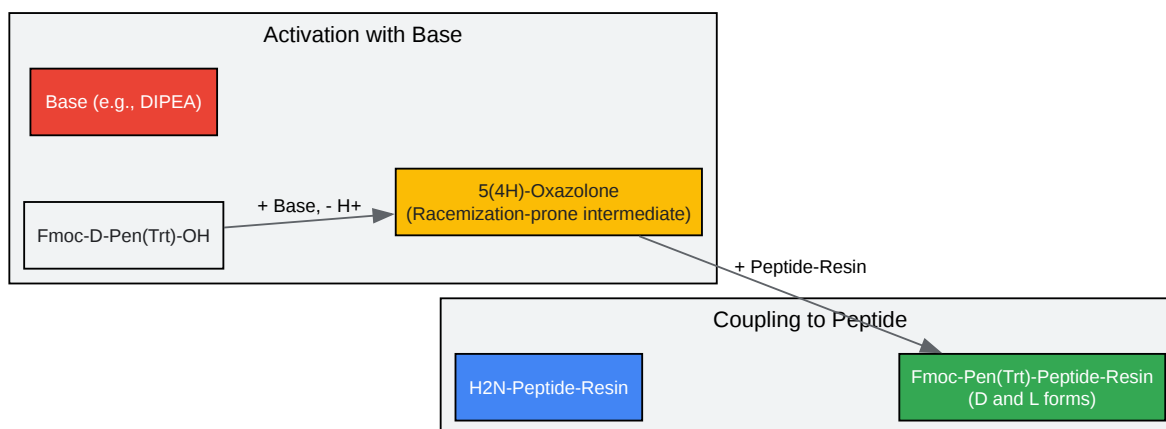 Activation with Base
Base (e.g., DIPEA)
5(4H)-Oxazolone
(Racemization-prone intermediate)
+ Base, - H+
Fmoc-D-Pen(Trt)-OH
+ Peptide-Resin
Coupling to Peptide
H2N-Peptide-Resin
Fmoc-Pen(Trt)-Peptide-Resin
(D and L forms)